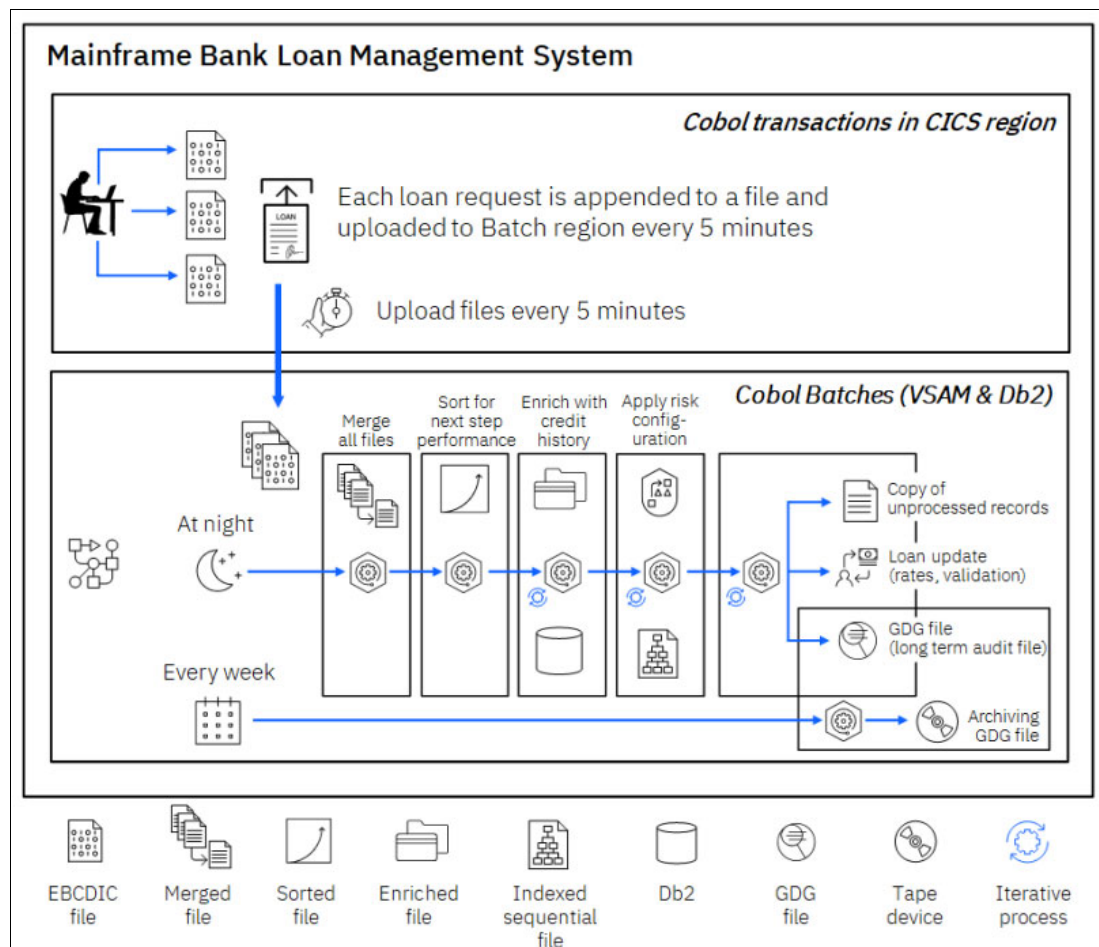 Mainframe Bank Loan Management System
Cobol transactions in CICS region
LOAN
Each loan request is appended to a file and
uploaded to Batch region every 5 minutes
Upload files every 5 minutes
Cobol Batches (VSAM & Db2)
Merge
all files
Sort for
next step
performance
Enrich with
credit
history
Apply risk
config-
uration
At night
Copy of
unprocessed records
Loan update
(rates, validation)
GDG file
(long term audit file)
Every week
Archiving
GDG file
EBCDIC
file
Merged
file
Sorted
file
Enriched
file
Indexed
sequential
file
Db2
GDG
file
Tape
device
Iterative
process